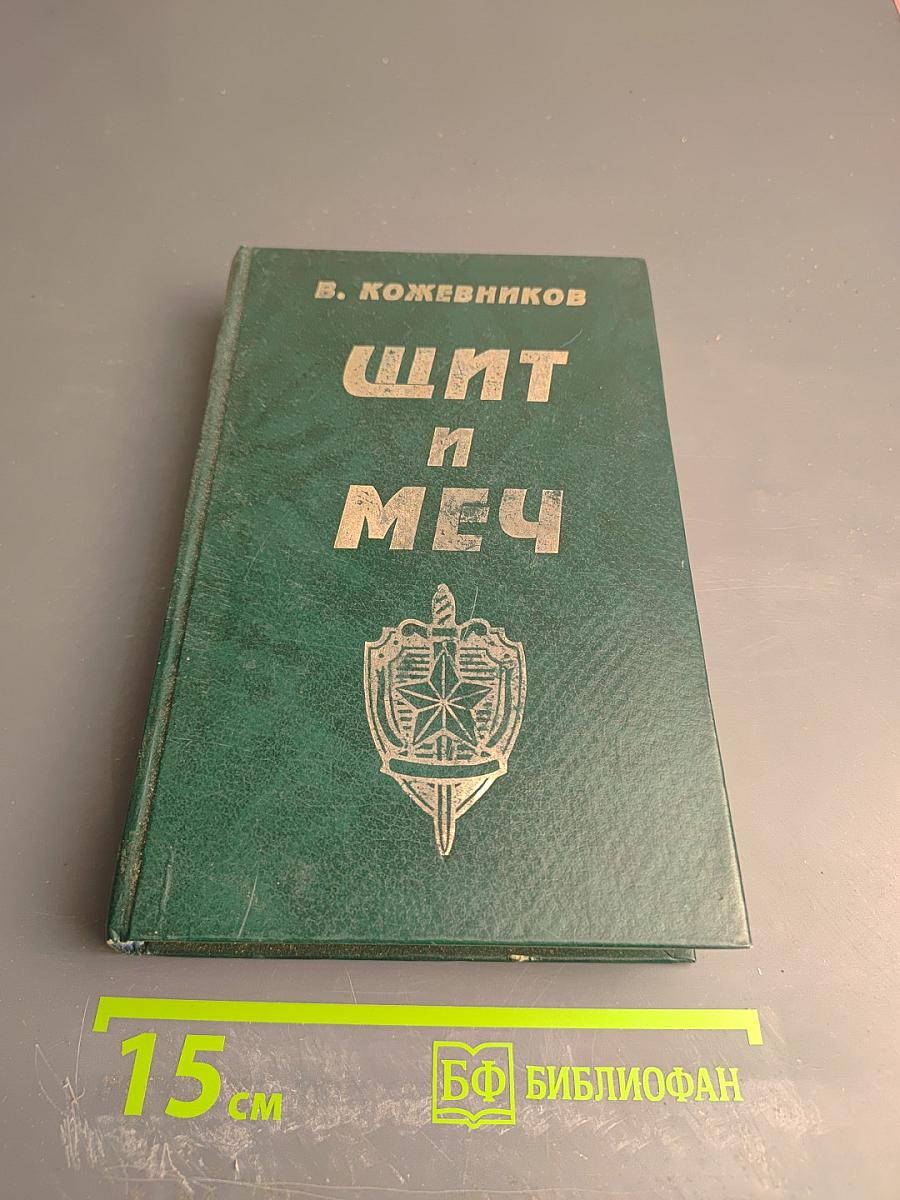 В. КОЖЕВНИКОВ
ЩИТ
И
МЕЧ
15 см
БФ БИБЛИОФАН